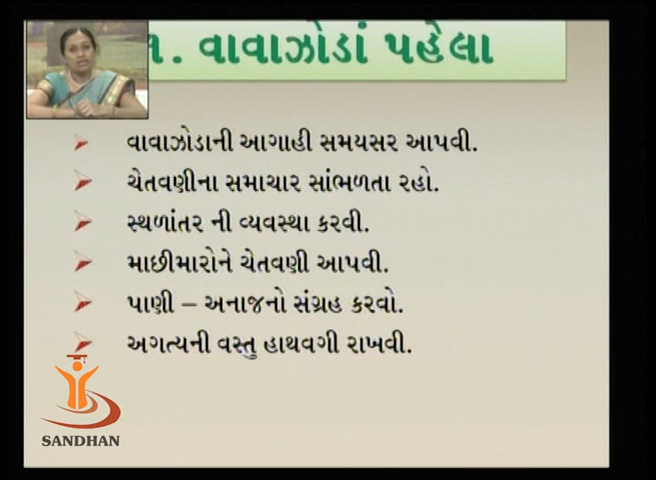 ૧. વાવાઝોડાં પહેલા
વાવાઝોડાની આગાહી સમયસર આપવી.
ચેતવણીના સમાચાર સાંભળતા રહો.
સ્થળાંતર ની વ્યવસ્થા કરવી.
માછીમારોને ચેતવણી આપવી.
પાણી – અનાજનો સંગ્રહ કરવો.
અગત્યની વસ્તુ હાથવગી રાખવી.
SANDHAN